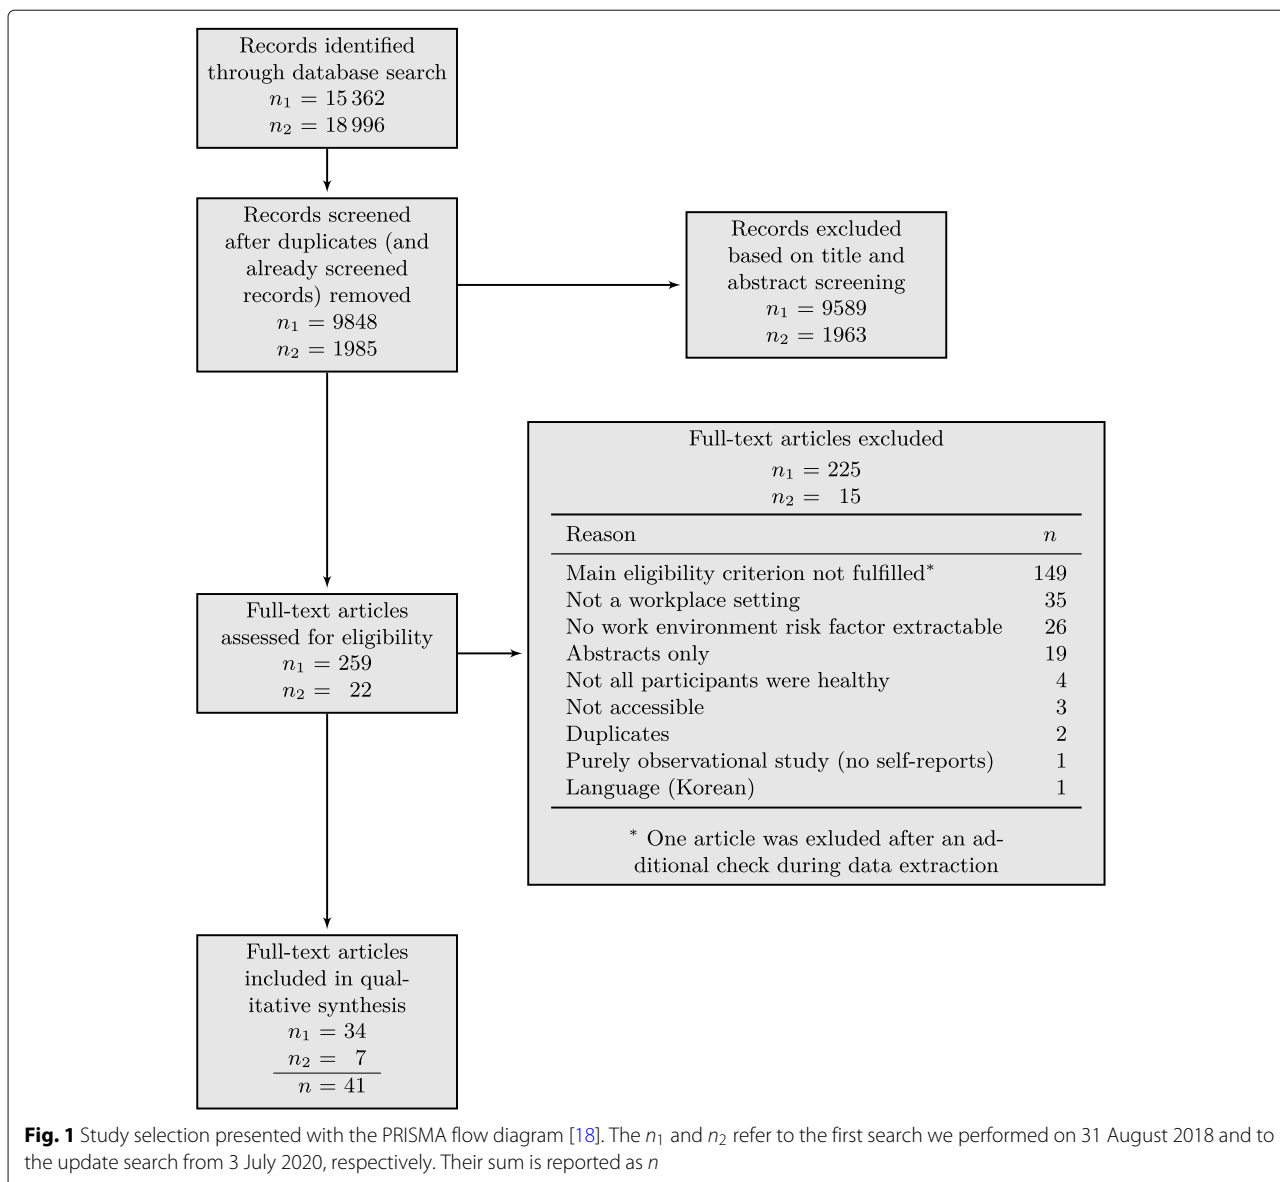 Records identified
through database search
n₁ = 15 362
n₂ = 18 996
Records screened
after duplicates (and
already screened
records) removed
n₁ = 9848
n₂ = 1985
Records excluded
based on title and
abstract screening
n₁ = 9589
n₂ = 1963
Full-text articles excluded
n₁ = 225
n₂ = 15
Reason n
Main eligibility criterion not fulfilled* 149
Not a workplace setting 35
No work environment risk factor extractable 26
Abstracts only 19
Not all participants were healthy 4
Not accessible 3
Duplicates 2
Purely observational study (no self-reports) 1
Language (Korean) 1
* One article was exluded after an ad-
ditional check during data extraction
Full-text articles
assessed for eligibility
n₁ = 259
n₂ = 22
Full-text articles
included in qual-
itative synthesis
n₁ = 34
n₂ = 7
n = 41
Fig. 1 Study selection presented with the PRISMA flow diagram [18]. The n₁ and n₂ refer to the first search we performed on 31 August 2018 and to
the update search from 3 July 2020, respectively. Their sum is reported as n